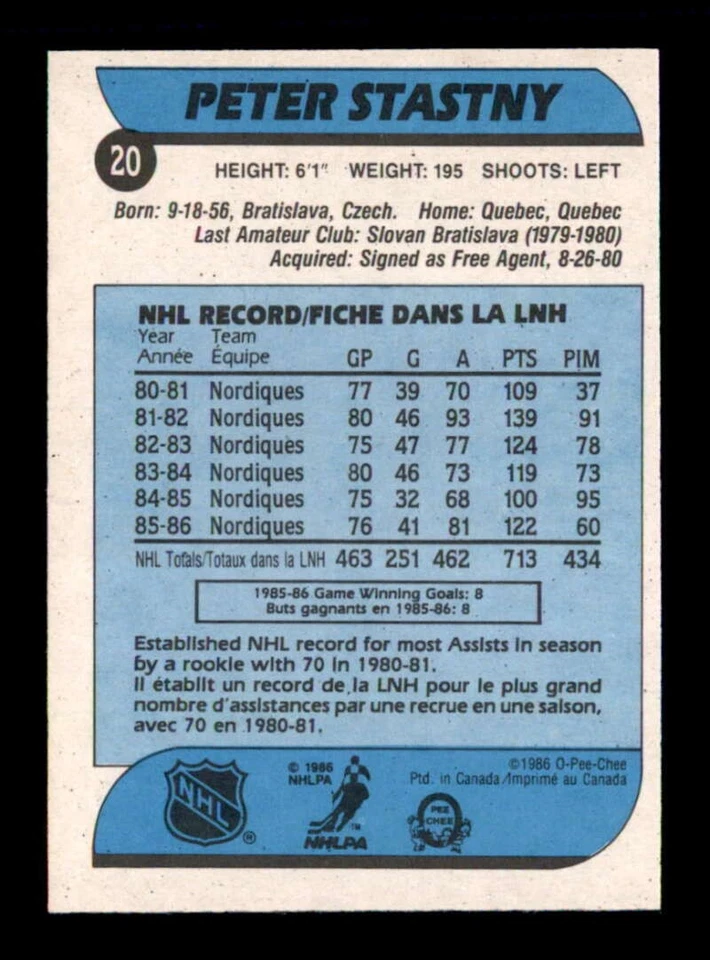 PETER STASTNY
20
HEIGHT: 6'1" WEIGHT: 195 SHOOTS: LEFT
Born: 9-18-56, Bratislava, Czech. Home: Quebec, Quebec
Last Amateur Club: Slovan Bratislava (1979-1980)
Acquired: Signed as Free Agent, 8-26-80
NHL RECORD/FICHE DANS LA LNH
Year Team
Année Équipe GP G A PTS PIM
80-81 Nordiques 77 39 70 109 37
81-82 Nordiques 80 46 93 139 91
82-83 Nordiques 75 47 77 124 78
83-84 Nordiques 80 46 73 119 73
84-85 Nordiques 75 32 68 100 95
85-86 Nordiques 76 41 81 122 60
NHL Totals/Totaux dans la LNH 463 251 462 713 434
1985-86 Game Winning Goals: 8
Buts gagnants en 1985-86: 8
Established NHL record for most Assists in season
by a rookie with 70 in 1980-81.
Il établit un record de la LNH pour le plus grand
nombre d'assistances par une recrue en une saison,
avec 70 en 1980-81.
NHL
®
© 1986
NHLPA
TM
NHLPA
©1986 O-Pee-Chee
Ptd. in Canada/Imprimé au Canada
O
PEE
CHEE